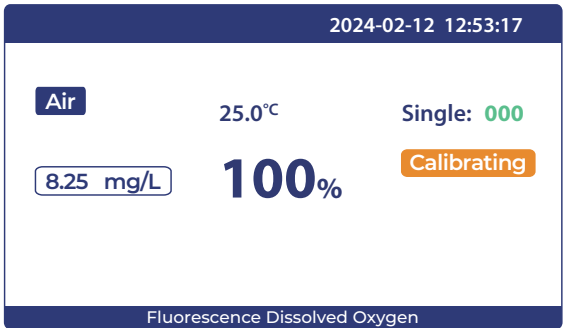 2024-02-12 12:53:17
Air
25.0℃
Single: 000
8.25 mg/L
100%
Calibrating
Fluorescence Dissolved Oxygen